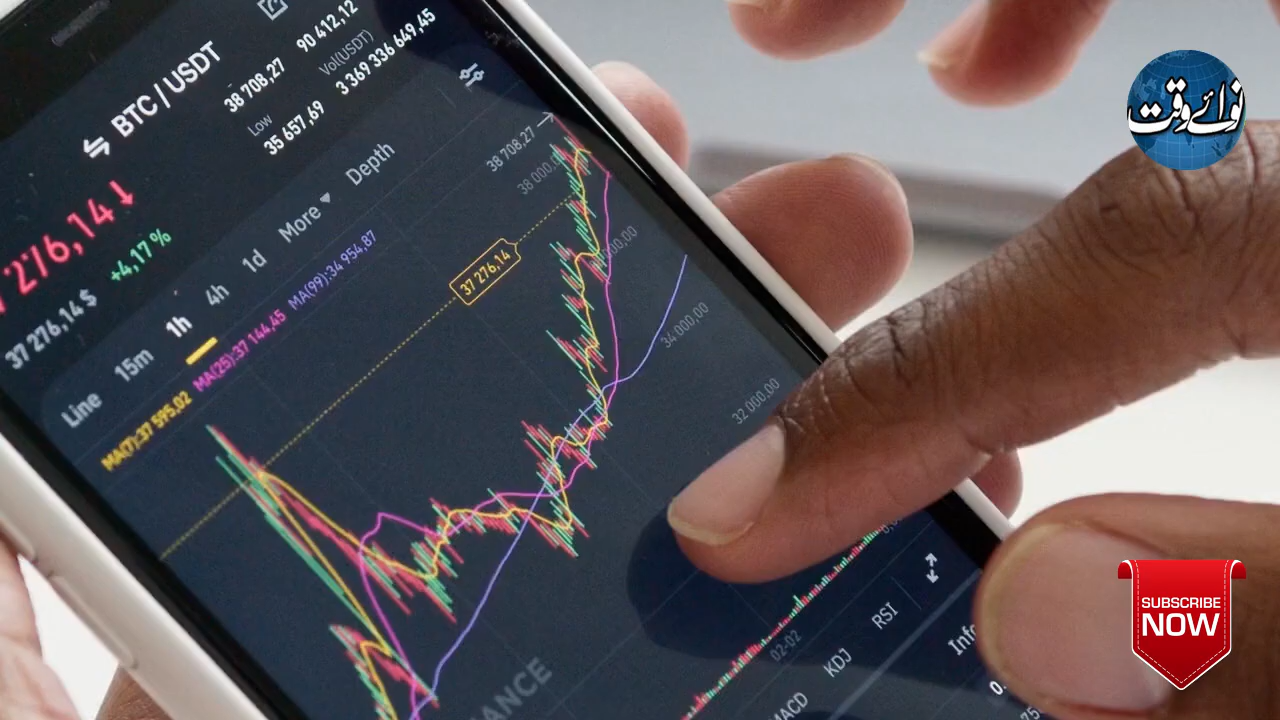 BTC / USDT
90 412,12
38 708,27
Vol(USDT)
3 369 336 649,45
Low
35 657,69
276,14
37 276,14 $
+4,17 %
Line
15m
1h
4h
1d
More
Depth
MA(7):37 595,02
MA(25):37 144,45
MA(99):34 954,87
38 708,27
38 000,
37 276,14
34 000,00
32 000,00
02-02
RSI
KDJ
نوائے وقت
SUBSCRIBE
NOW